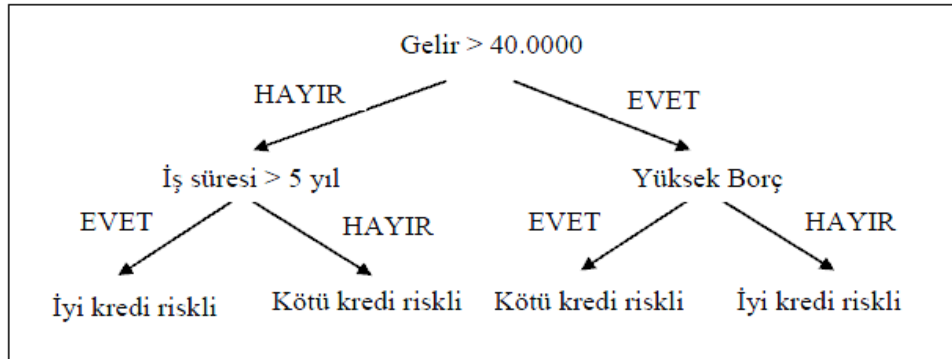 Gelir > 40.0000
HAYIR
EVET
İş süresi > 5 yıl
Yüksek Borç
EVET
HAYIR
EVET
HAYIR
İyi kredi riskli
Kötü kredi riskli
Kötü kredi riskli
İyi kredi riskli